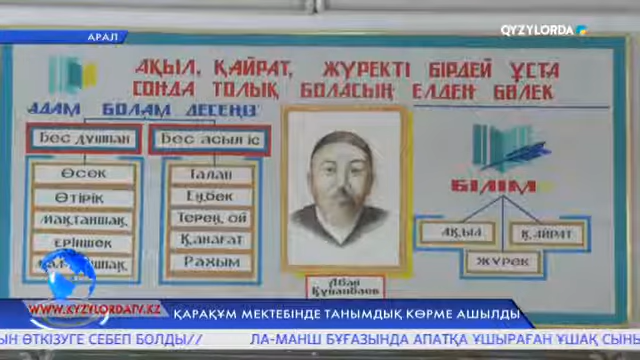 АРАЛ
QYZYLORDA
АҚЫЛ, ҚАЙРАТ, ЖҮРЕКТІ БІРДЕЙ ҰСТА
СОНДА ТОЛЫҚ БОЛАСЫҢ ЕЛДЕН БӨЛЕК
АДАМ БОЛАМ ДЕСЕҢІЗ
Бес дұшпан
Бес асыл іс
Өсек
Өтірік
Мақтаншақ
Еріншек
Талап
Еңбек
Терең ой
Қанағат
Рахым
Абай
Құнанбаев
БІЛІМ
АҚЫЛ
ҚАЙРАТ
ЖҮРЕК
WWW.KYZYLORDATV.KZ
ҚАРАҚҰМ МЕКТЕБІНДЕ ТАНЫМДЫҚ КӨРМЕ АШЫЛДЫ
ЫН ӨТКІЗУГЕ СЕБЕП БОЛДЫ// ЛА-МАНШ БҰҒАЗЫНДА АПАТҚА ҰШЫРАҒАН ҰШАҚ СЫНЫ